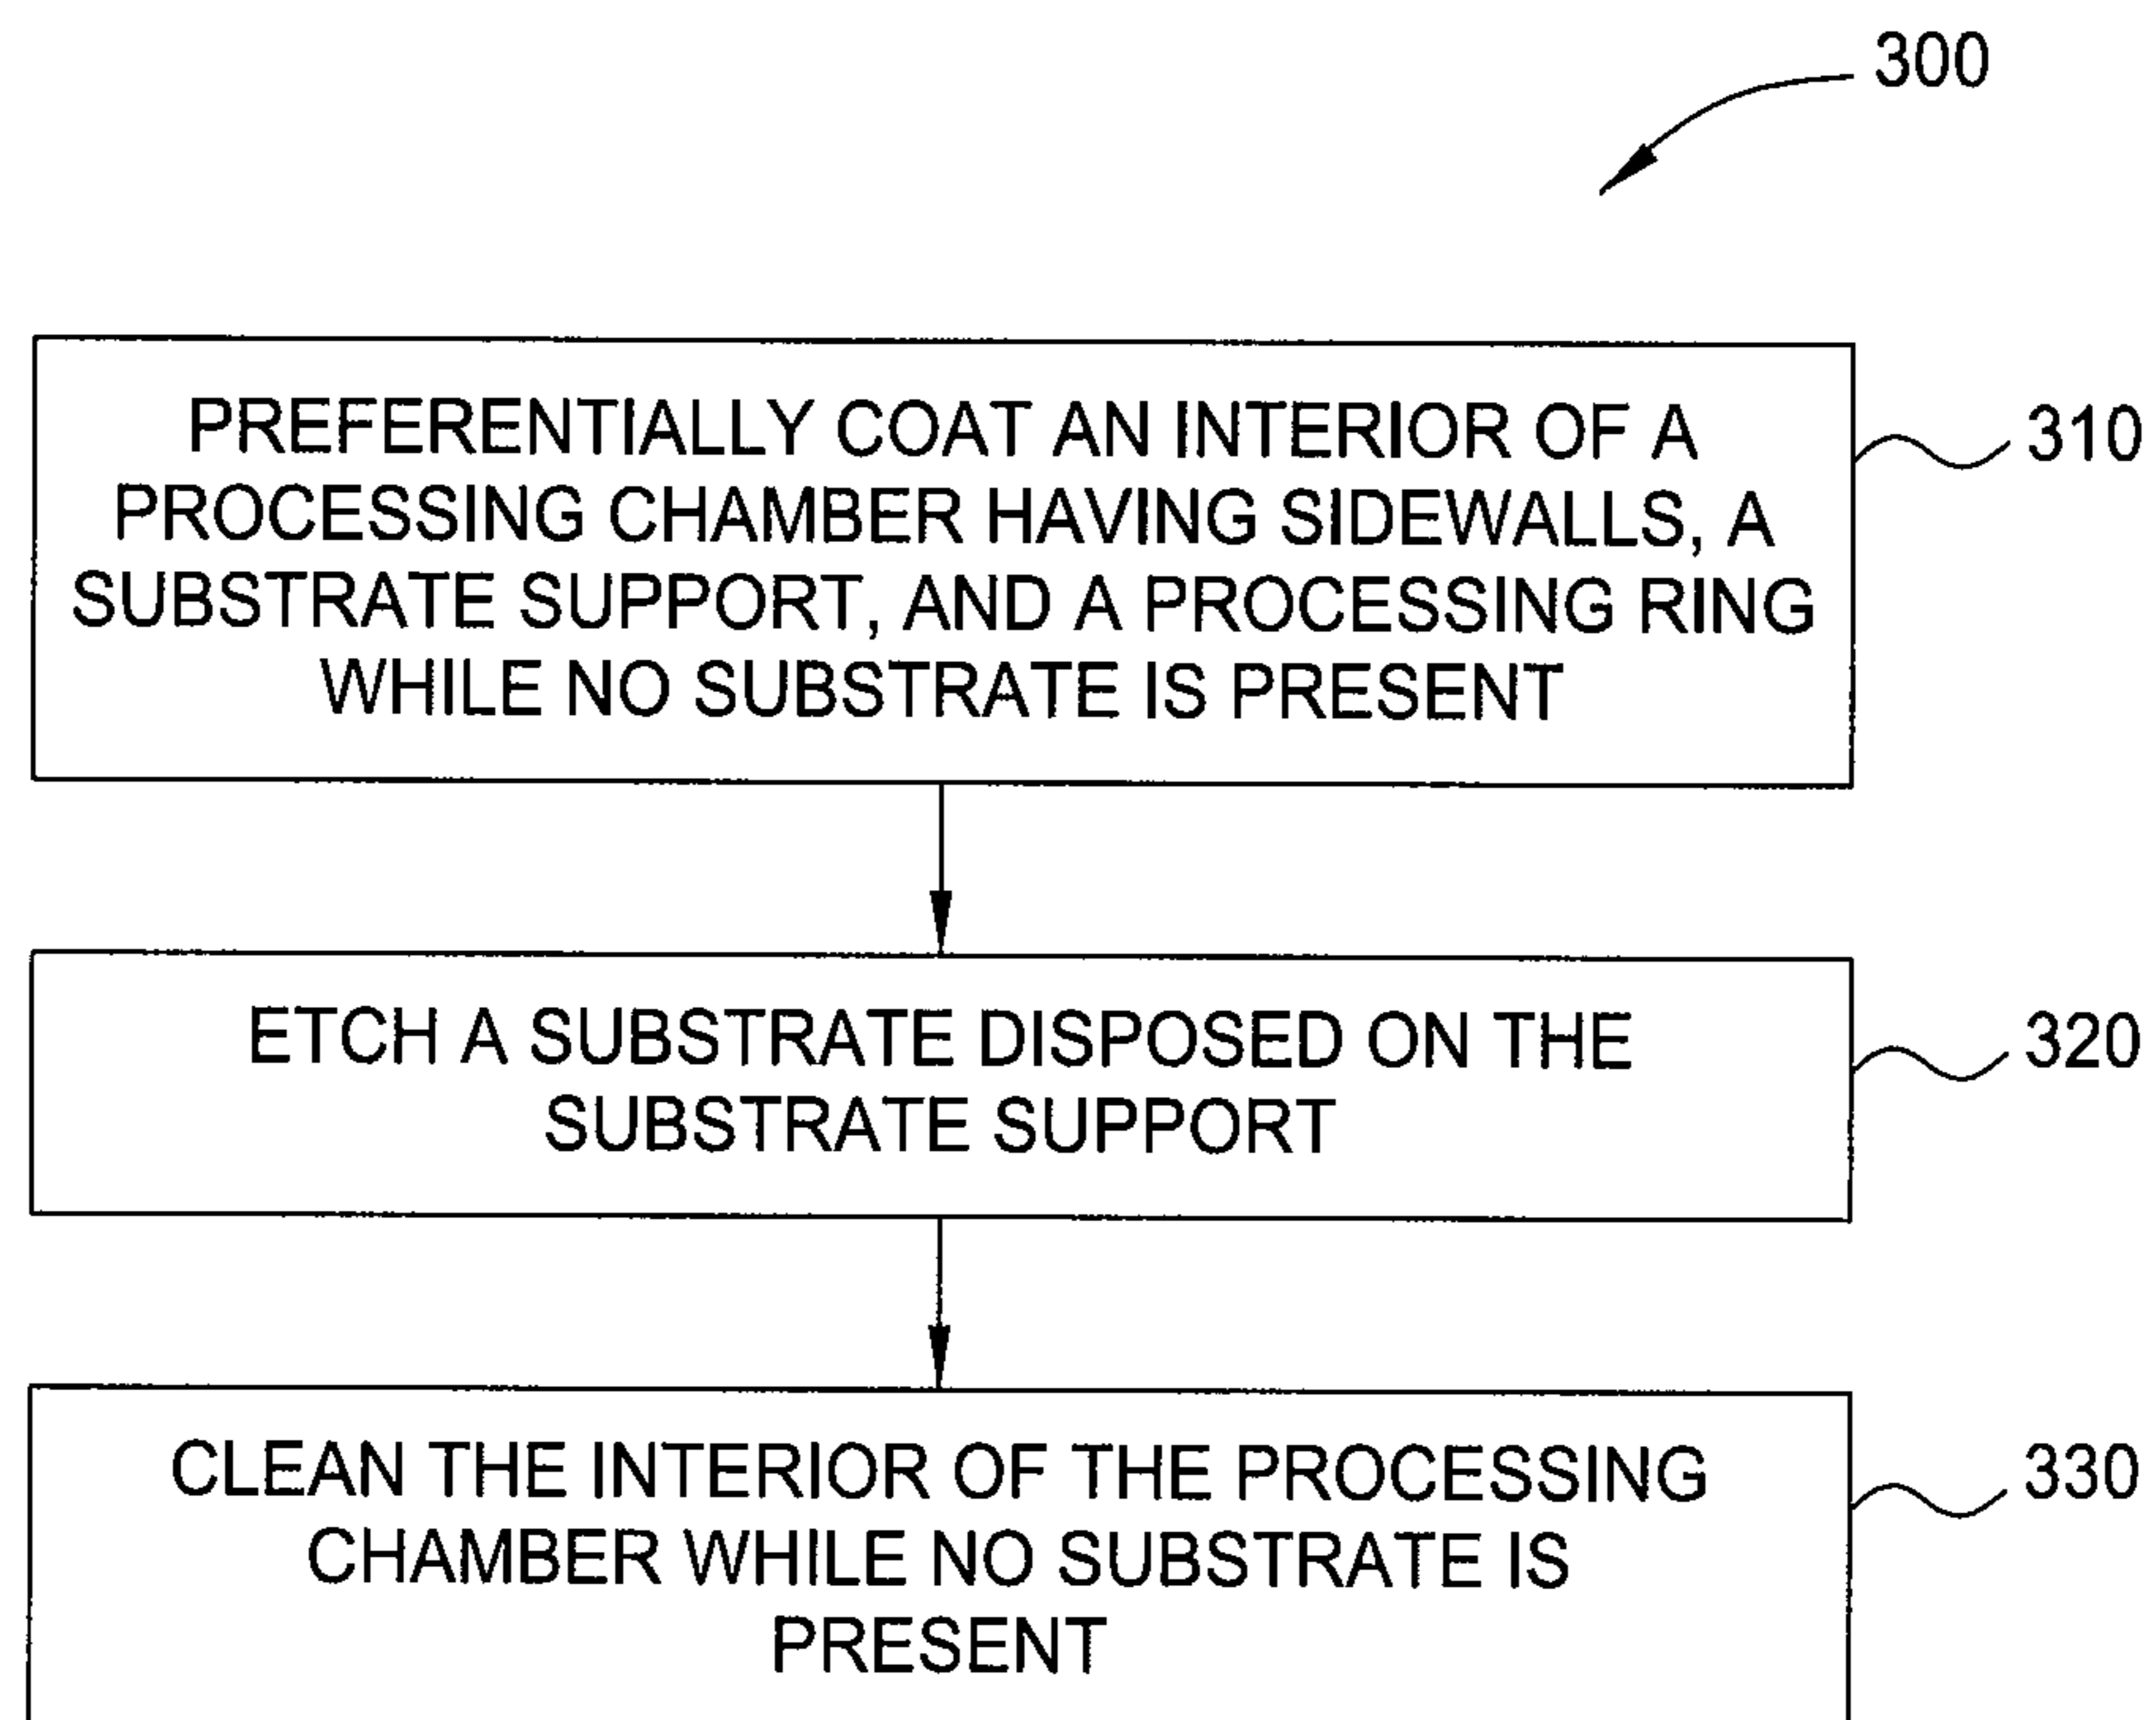 300
PREFERENTIALLY COAT AN INTERIOR OF A
PROCESSING CHAMBER HAVING SIDEWALLS, A
SUBSTRATE SUPPORT, AND A PROCESSING RING
WHILE NO SUBSTRATE IS PRESENT
310
ETCH A SUBSTRATE DISPOSED ON THE
SUBSTRATE SUPPORT
320
CLEAN THE INTERIOR OF THE PROCESSING
CHAMBER WHILE NO SUBSTRATE IS
PRESENT
330